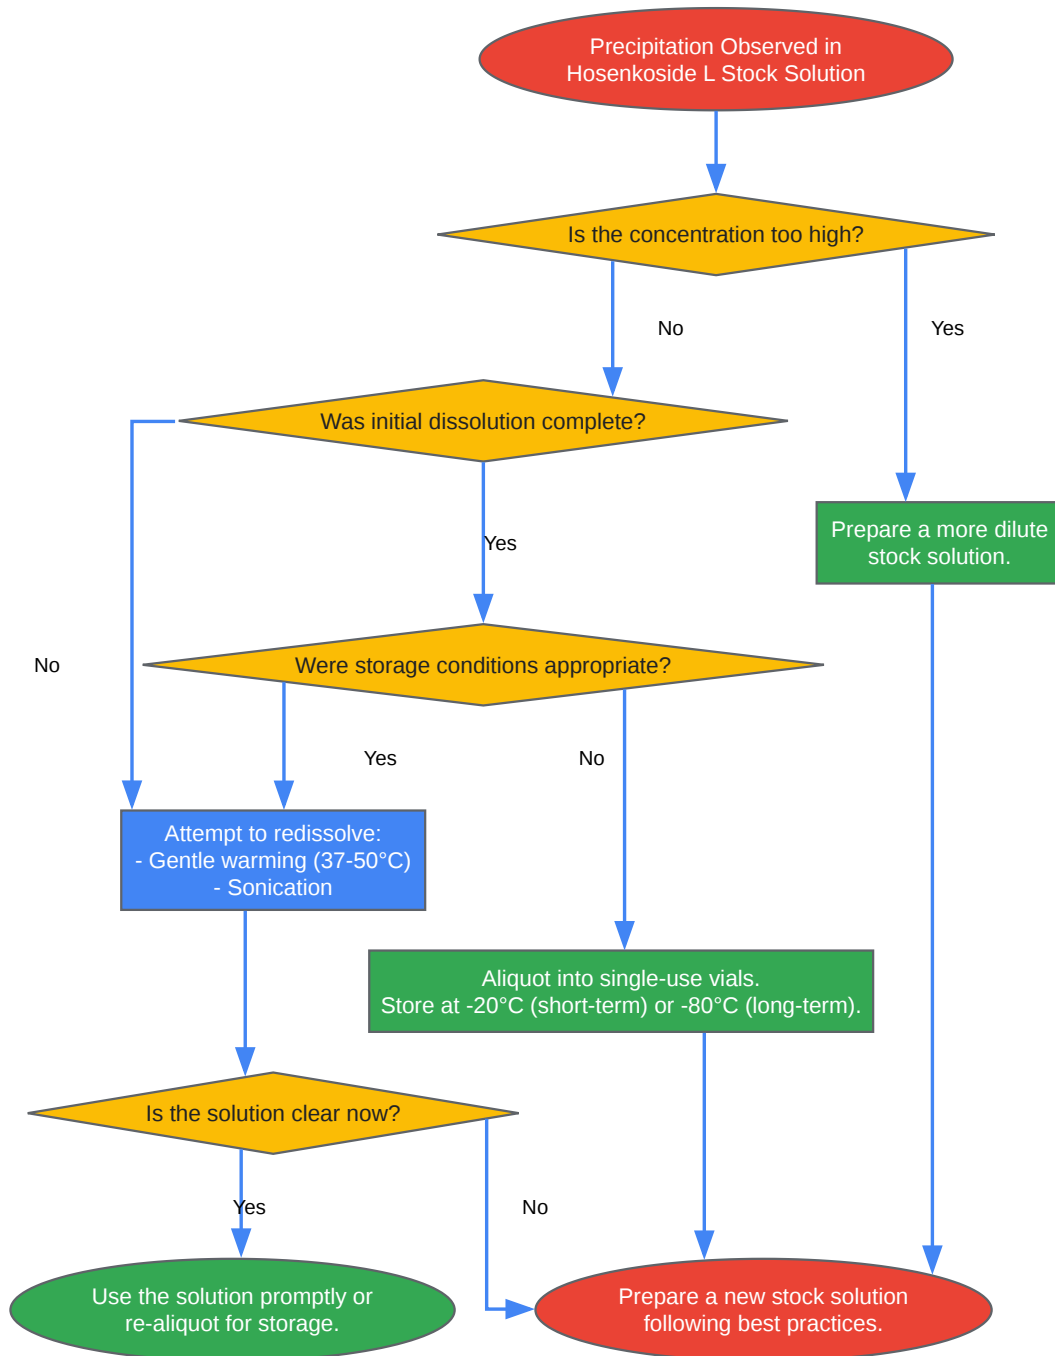 Precipitation Observed in
Hosenkoside L Stock Solution
Is the concentration too high?
No
Yes
Was initial dissolution complete?
Prepare a more dilute
stock solution.
Yes
No
Were storage conditions appropriate?
Yes
No
Attempt to redissolve:
- Gentle warming (37-50°C)
- Sonication
Aliquot into single-use vials.
Store at -20°C (short-term) or -80°C (long-term).
Is the solution clear now?
Yes
No
Use the solution promptly or
re-aliquot for storage.
Prepare a new stock solution
following best practices.